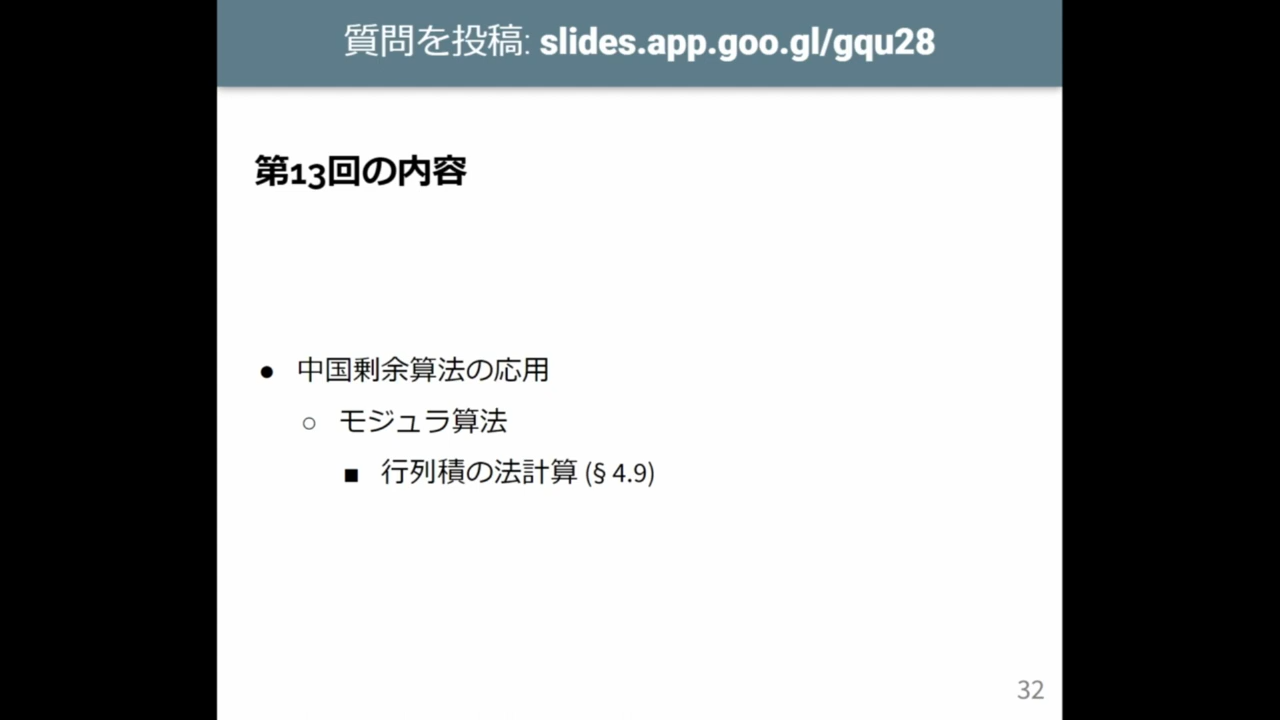 質問を投稿: slides.app.goo.gl/gqu28
第13回の内容
● 中国剰余算法の応用
○ モジュラ算法
■ 行列積の法計算 (§ 4.9)
32